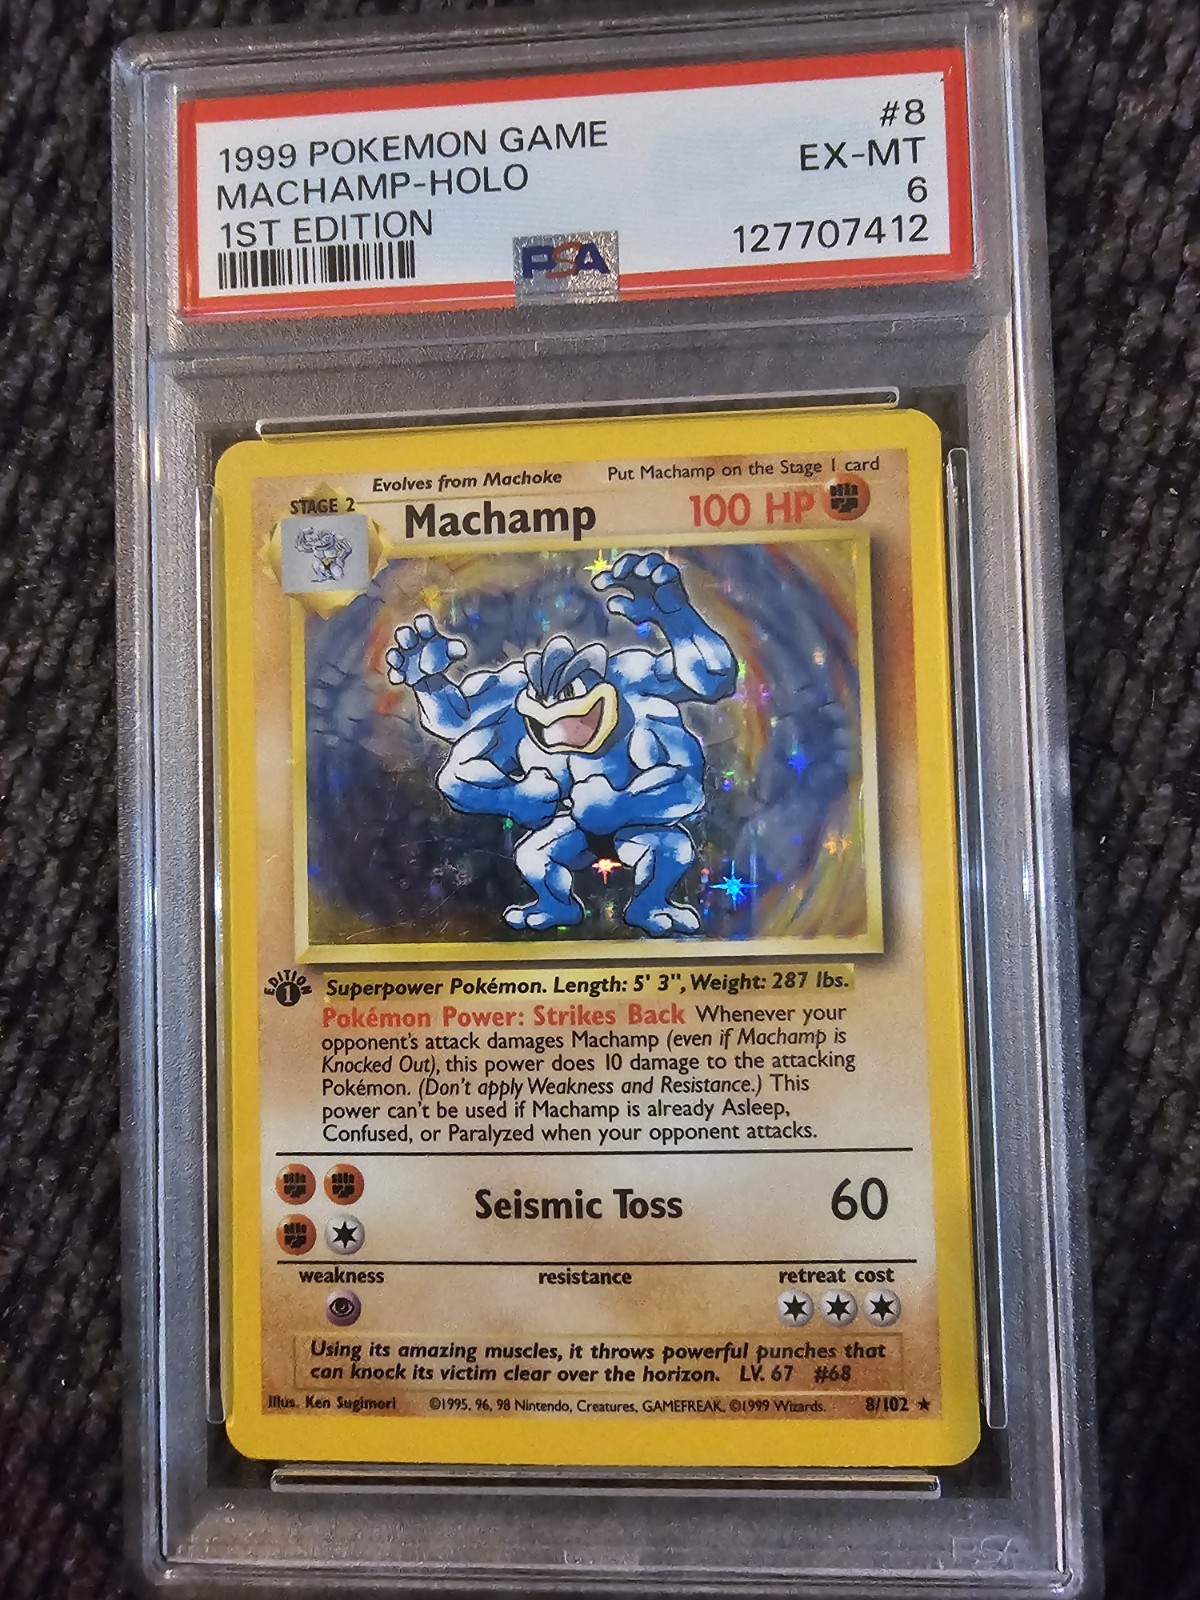 1999 POKEMON GAME
MACHAMP-HOLO
1ST EDITION
#8
EX-MT
6
127707412
PSA
Evolves from Machoke
Put Machamp on the Stage 1 card
STAGE 2
Machamp
100 HP
EDITION
1
Superpower Pokémon. Length: 5' 3", Weight: 287 lbs.
Pokémon Power: Strikes Back Whenever your
opponent's attack damages Machamp (even if Machamp is
Knocked Out), this power does 10 damage to the attacking
Pokémon. (Don't apply Weakness and Resistance.) This
power can't be used if Machamp is already Asleep,
Confused, or Paralyzed when your opponent attacks.
Seismic Toss
60
weakness
resistance
retreat cost
Using its amazing muscles, it throws powerful punches that
can knock its victim clear over the horizon. LV. 67 #68
Illus. Ken Sugimori
©1995, 96, 98 Nintendo, Creatures, GAMEFREAK. ©1999 Wizards.
8/102 ★
PSA